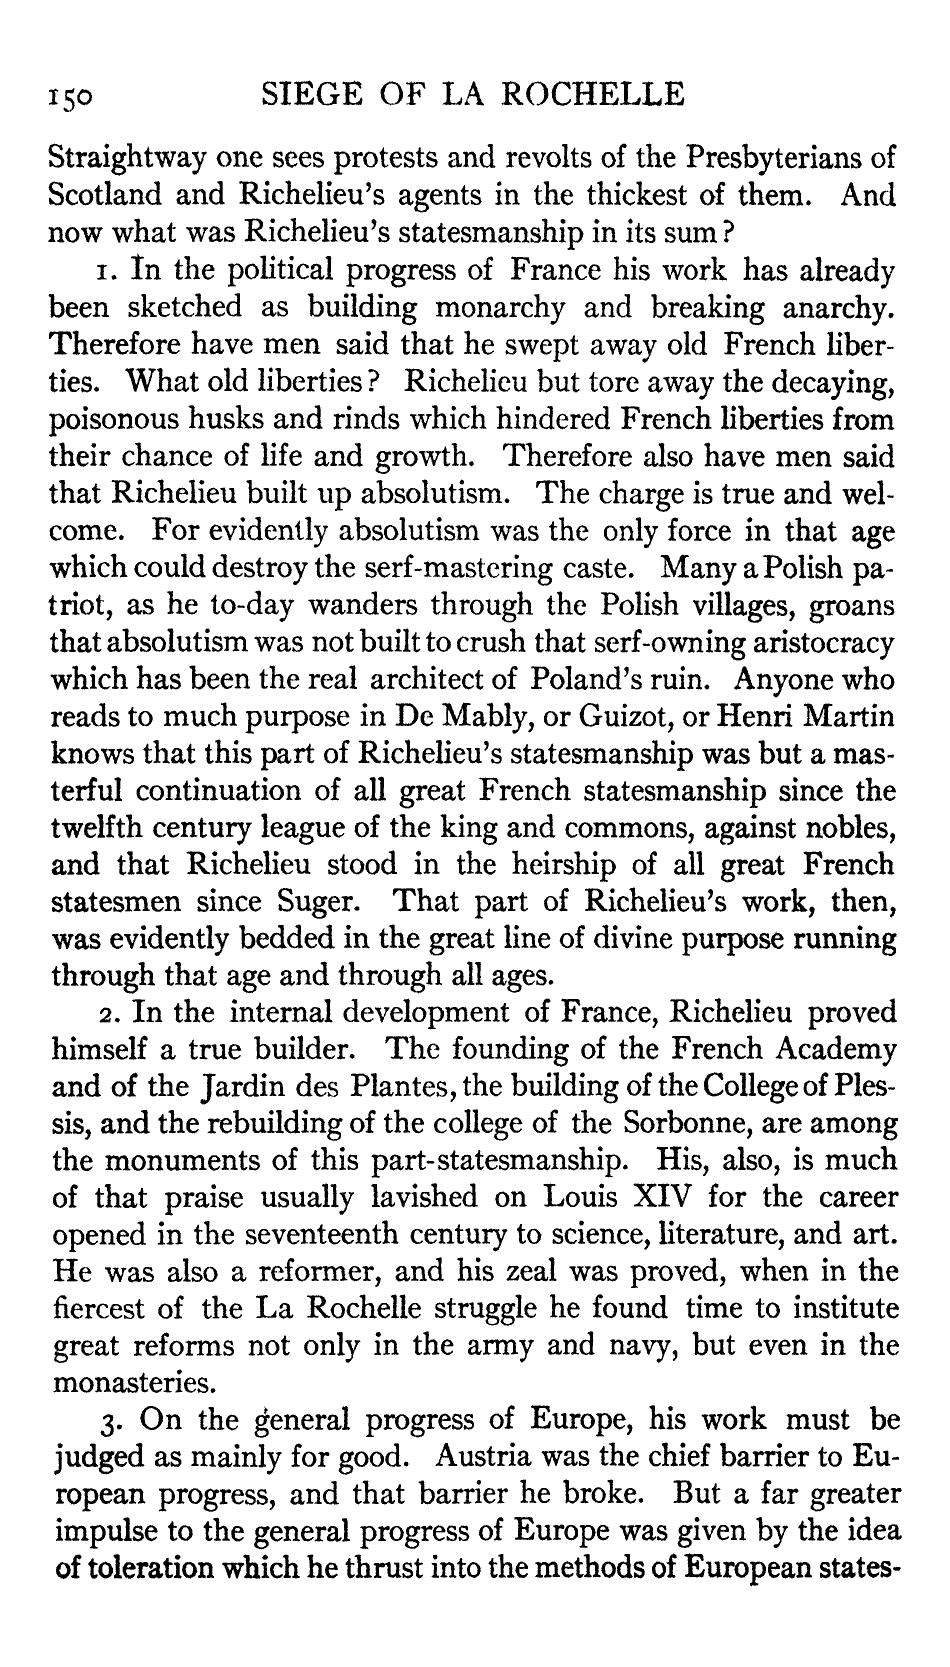 150 SIEGE OF LA ROCHELLE
Straightway one sees protests and revolts of the Presbyterians of
Scotland and Richelieu's agents in the thickest of them. And
now what was Richelieu's statesmanship in its sum?
1. In the political progress of France his work has already
been sketched as building monarchy and breaking anarchy.
Therefore have men said that he swept away old French liber-
ties. What old liberties? Richelieu but tore away the decaying,
poisonous husks and rinds which hindered French liberties from
their chance of life and growth. Therefore also have men said
that Richelieu built up absolutism. The charge is true and wel-
come. For evidently absolutism was the only force in that age
which could destroy the serf-mastering caste. Many a Polish pa-
triot, as he to-day wanders through the Polish villages, groans
that absolutism was not built to crush that serf-owning aristocracy
which has been the real architect of Poland's ruin. Anyone who
reads to much purpose in De Mably, or Guizot, or Henri Martin
knows that this part of Richelieu's statesmanship was but a mas-
terful continuation of all great French statesmanship since the
twelfth century league of the king and commons, against nobles,
and that Richelieu stood in the heirship of all great French
statesmen since Suger. That part of Richelieu's work, then,
was evidently bedded in the great line of divine purpose running
through that age and through all ages.
2. In the internal development of France, Richelieu proved
himself a true builder. The founding of the French Academy
and of the Jardin des Plantes, the building of the College of Ples-
sis, and the rebuilding of the college of the Sorbonne, are among
the monuments of this part-statesmanship. His, also, is much
of that praise usually lavished on Louis XIV for the career
opened in the seventeenth century to science, literature, and art.
He was also a reformer, and his zeal was proved, when in the
fiercest of the La Rochelle struggle he found time to institute
great reforms not only in the army and navy, but even in the
monasteries.
3. On the general progress of Europe, his work must be
judged as mainly for good. Austria was the chief barrier to Eu-
ropean progress, and that barrier he broke. But a far greater
impulse to the general progress of Europe was given by the idea
of toleration which he thrust into the methods of European states-